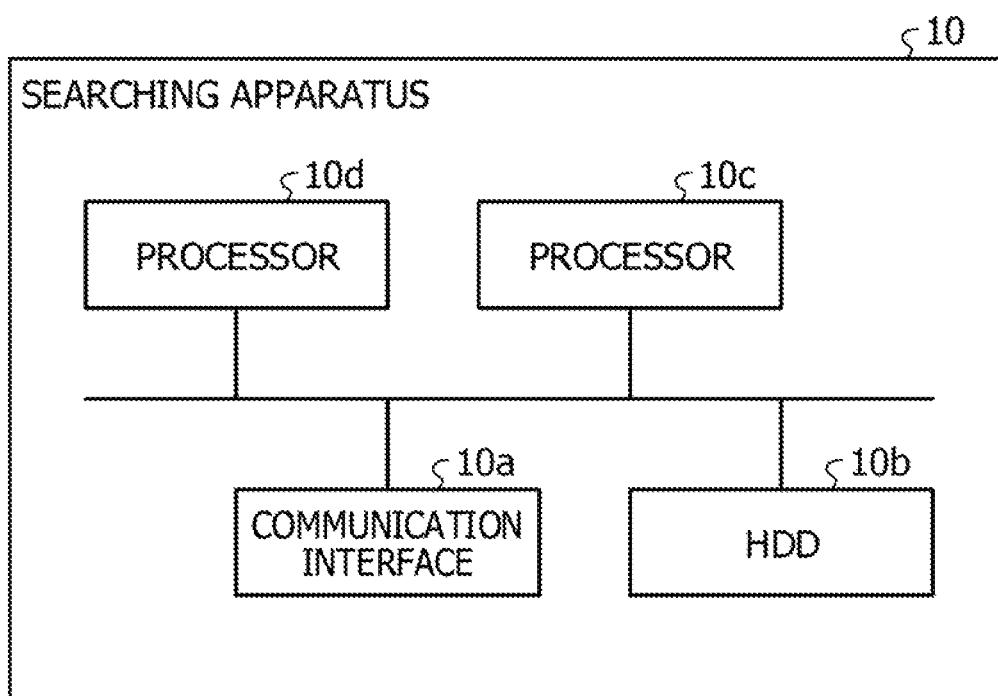 10
SEARCHING APPARATUS
10d
10c
PROCESSOR
PROCESSOR
10a
10b
COMMUNICATION
INTERFACE
HDD